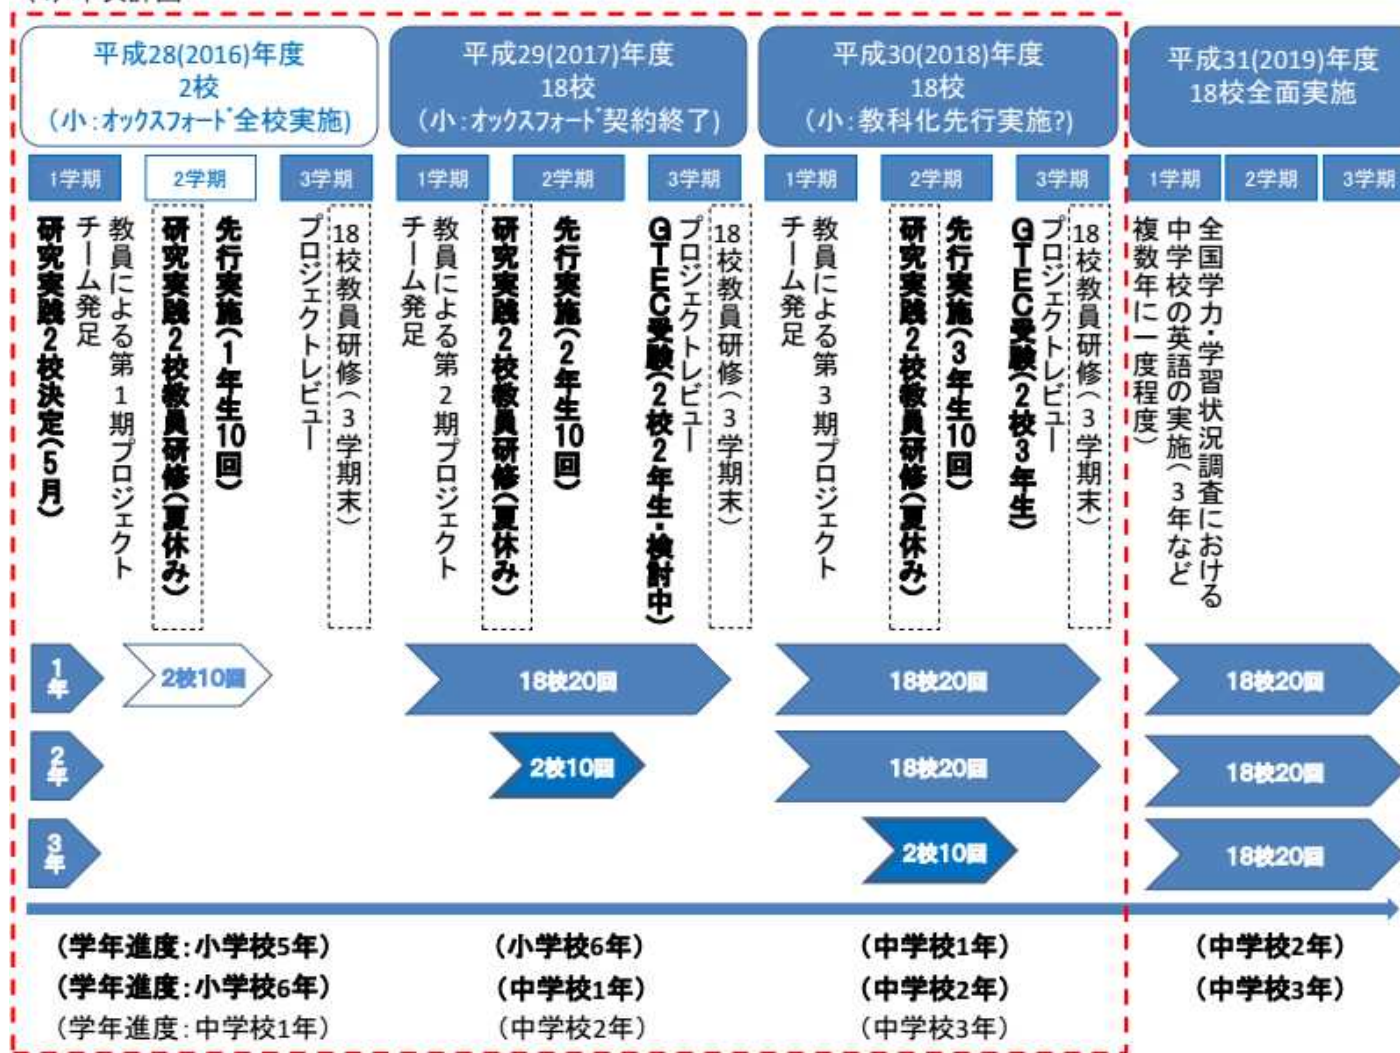 平成28(2016)年度
2校
(小:オックスフォード全校実施)
平成29(2017)年度
18校
(小:オックスフォード契約終了)
平成30(2018)年度
18校
(小:教科化先行実施?)
平成31(2019)年度
18校全面実施
1学期
2学期
3学期
1学期
2学期
3学期
1学期
2学期
3学期
1学期
2学期
3学期
研究実践2校決定(5月)
教員による第1期プロジェクト
チーム発足
研究実践2校教員研修(夏休み)
先行実施(1年生10回)
プロジェクトレビュー
18校教員研修(3学期末)
教員による第2期プロジェクト
チーム発足
研究実践2校教員研修(夏休み)
先行実施(2年生10回)
GTEC受験(2校2年生・検討中)
プロジェクトレビュー
18校教員研修(3学期末)
教員による第3期プロジェクト
チーム発足
研究実践2校教員研修(夏休み)
先行実施(3年生10回)
GTEC受験(2校3年生)
プロジェクトレビュー
18校教員研修(3学期末)
全国学力・学習状況調査における
中学校の英語の実施(3年など
複数年に一度程度)
1年
2校10回
18校20回
18校20回
18校20回
2年
2校10回
18校20回
18校20回
3年
2校10回
18校20回
(学年進度:小学校5年)
(小学校6年)
(中学校1年)
(中学校2年)
(学年進度:小学校6年)
(中学校1年)
(中学校2年)
(中学校3年)
(学年進度:中学校1年)
(中学校2年)
(中学校3年)